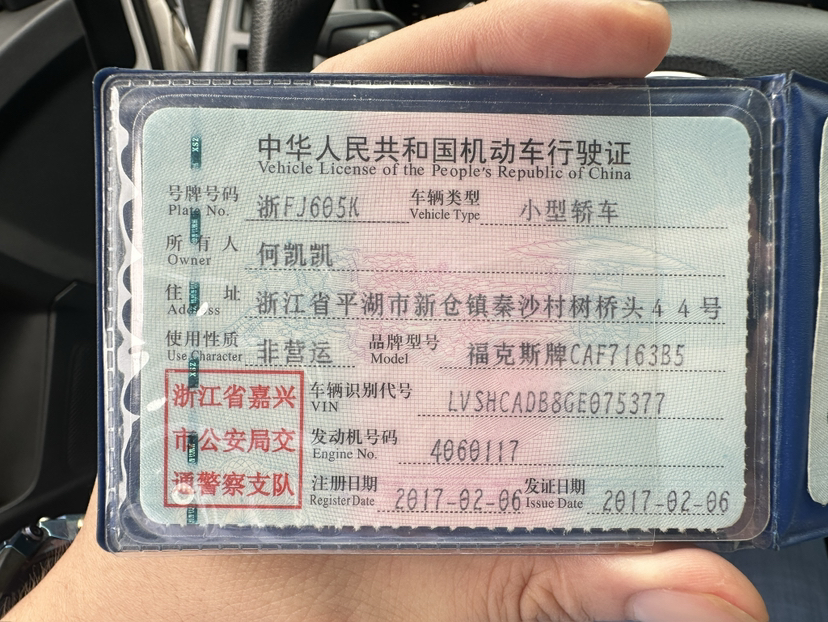 中华人民共和国机动车行驶证
Vehicle License of the People's Republic of China
号牌号码 浙FJ605K 车辆类型 小型轿车
Plate No. Vehicle Type
所有人 何凯凯
Owner
住址 浙江省平湖市新仓镇秦沙村树桥头44号
Address
使用性质 非营运 品牌型号 福克斯牌CAF7163B5
Use Character Model
浙江省嘉兴
市公安局交
通警察支队
车辆识别代号 LVSHCADB8GE075377
VIN
发动机号码 4060117
Engine No.
注册日期 2017-02-06 发证日期 2017-02-06
Register Date Issue Date